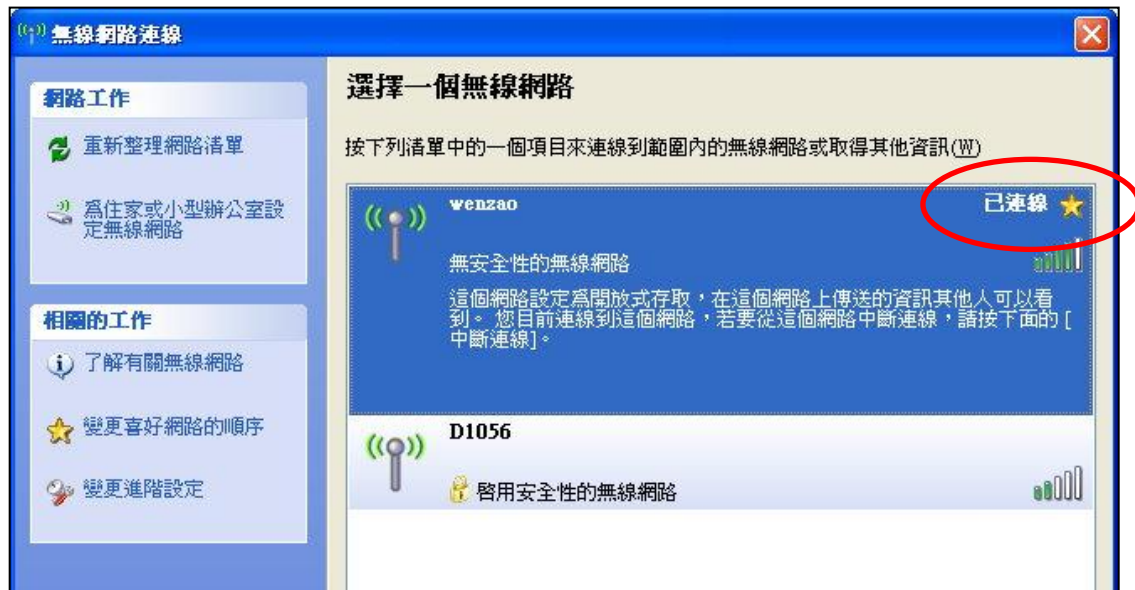 無線網路連線
網路工作
重新整理網路清單
為住家或小型辦公室設
定無線網路
相關的工作
了解有關無線網路
變更喜好網路的順序
變更進階設定
選擇一個無線網路
按下列清單中的一個項目來連線到範圍內的無線網路或取得其他資訊(W)
wenzao 已連線
無安全性的無線網路
這個網路設定為開放式存取，在這個網路上傳送的資訊其他人可以看
到。 您目前連線到這個網路，若要從這個網路中斷連線，請按下面的 [
中斷連線]。
D1056
啟用安全性的無線網路